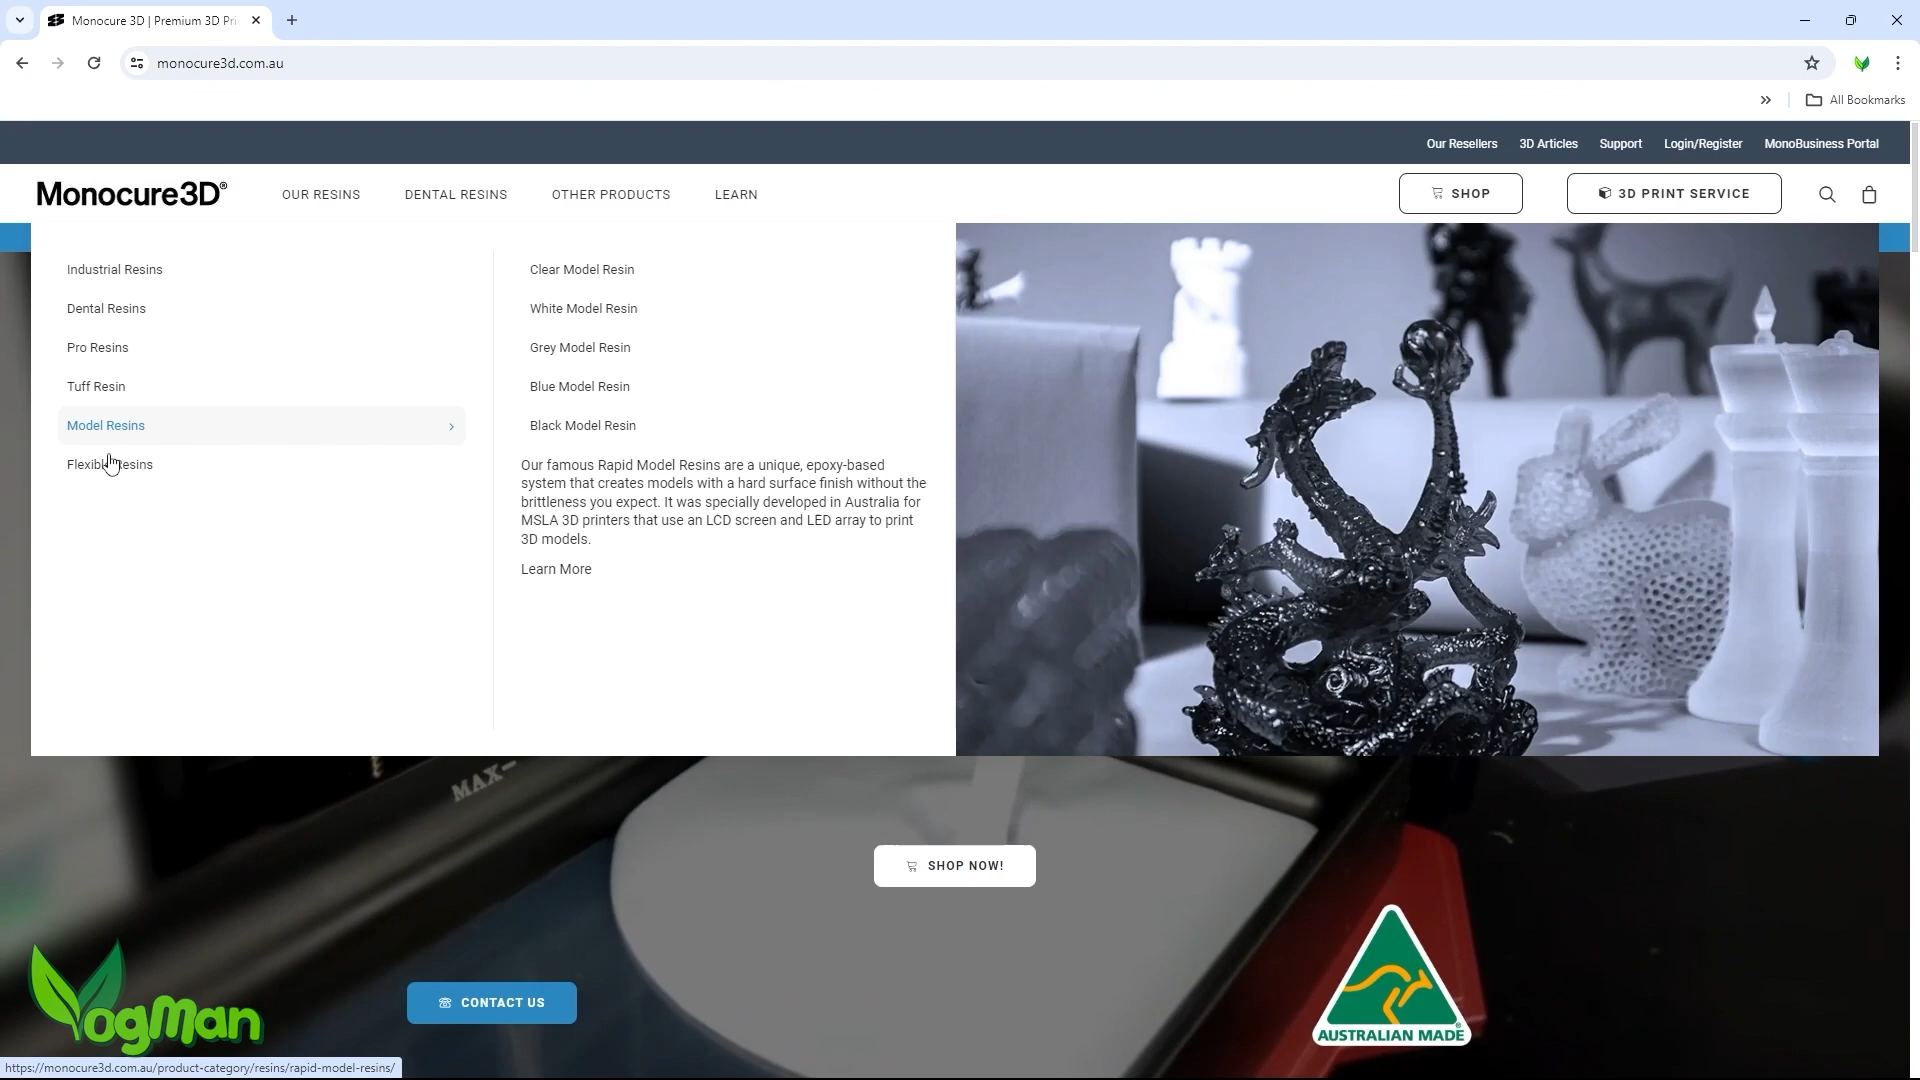 Monocure 3D | Premium 3D Pri
monocure3d.com.au
All Bookmarks
Our Resellers 3D Articles Support Login/Register MonoBusiness Portal
Monocure3D® OUR RESINS DENTAL RESINS OTHER PRODUCTS LEARN SHOP 3D PRINT SERVICE
Industrial Resins
Dental Resins
Pro Resins
Tuff Resin
Model Resins
Flexible Resins
Clear Model Resin
White Model Resin
Grey Model Resin
Blue Model Resin
Black Model Resin
Our famous Rapid Model Resins are a unique, epoxy-based
system that creates models with a hard surface finish without the
brittleness you expect. It was specially developed in Australia for
MSLA 3D printers that use an LCD screen and LED array to print
3D models.
Learn More
MAX
SHOP NOW!
CONTACT US
YogMan
AUSTRALIAN MADE
https://monocure3d.com.au/product-category/resins/rapid-model-resins/